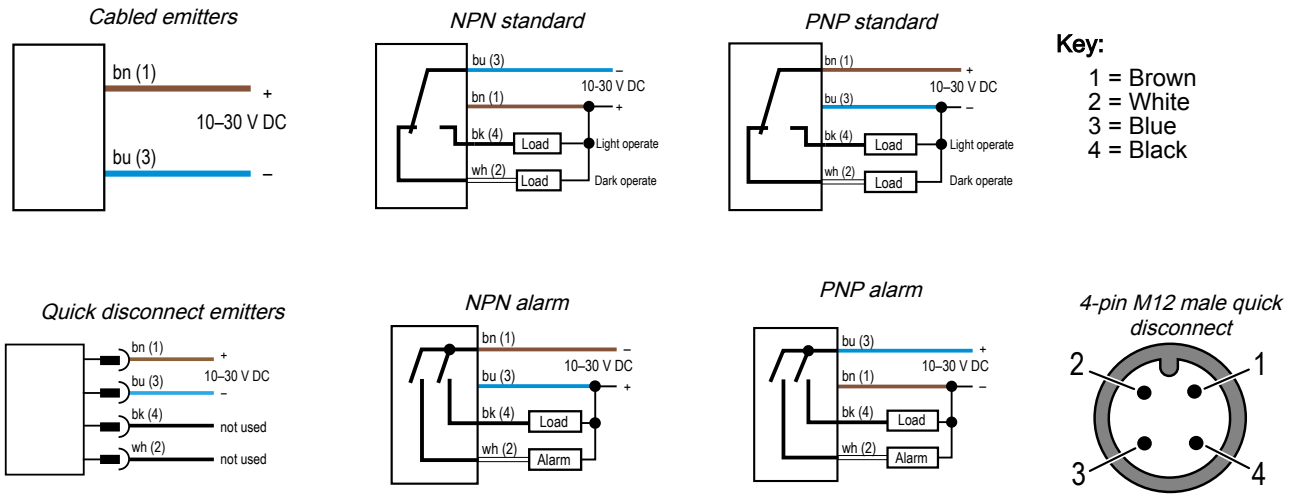 Cabled emitters
bn (1)
+
10–30 V DC
bu (3)
–
NPN standard
bu (3)
–
10-30 V DC
bn (1)
+
bk (4)
Load
Light operate
wh (2)
Load
Dark operate
PNP standard
bn (1)
+
10–30 V DC
bu (3)
–
bk (4)
Load
Light operate
wh (2)
Load
Dark operate
Key:
1 = Brown
2 = White
3 = Blue
4 = Black
Quick disconnect emitters
bn (1)
+
10–30 V DC
bu (3)
–
bk (4)
not used
wh (2)
not used
NPN alarm
bn (1)
–
10–30 V DC
bu (3)
+
bk (4)
Load
wh (2)
Alarm
PNP alarm
bu (3)
+
10–30 V DC
bn (1)
–
bk (4)
Load
wh (2)
Alarm
4-pin M12 male quick
disconnect
2
1
3
4